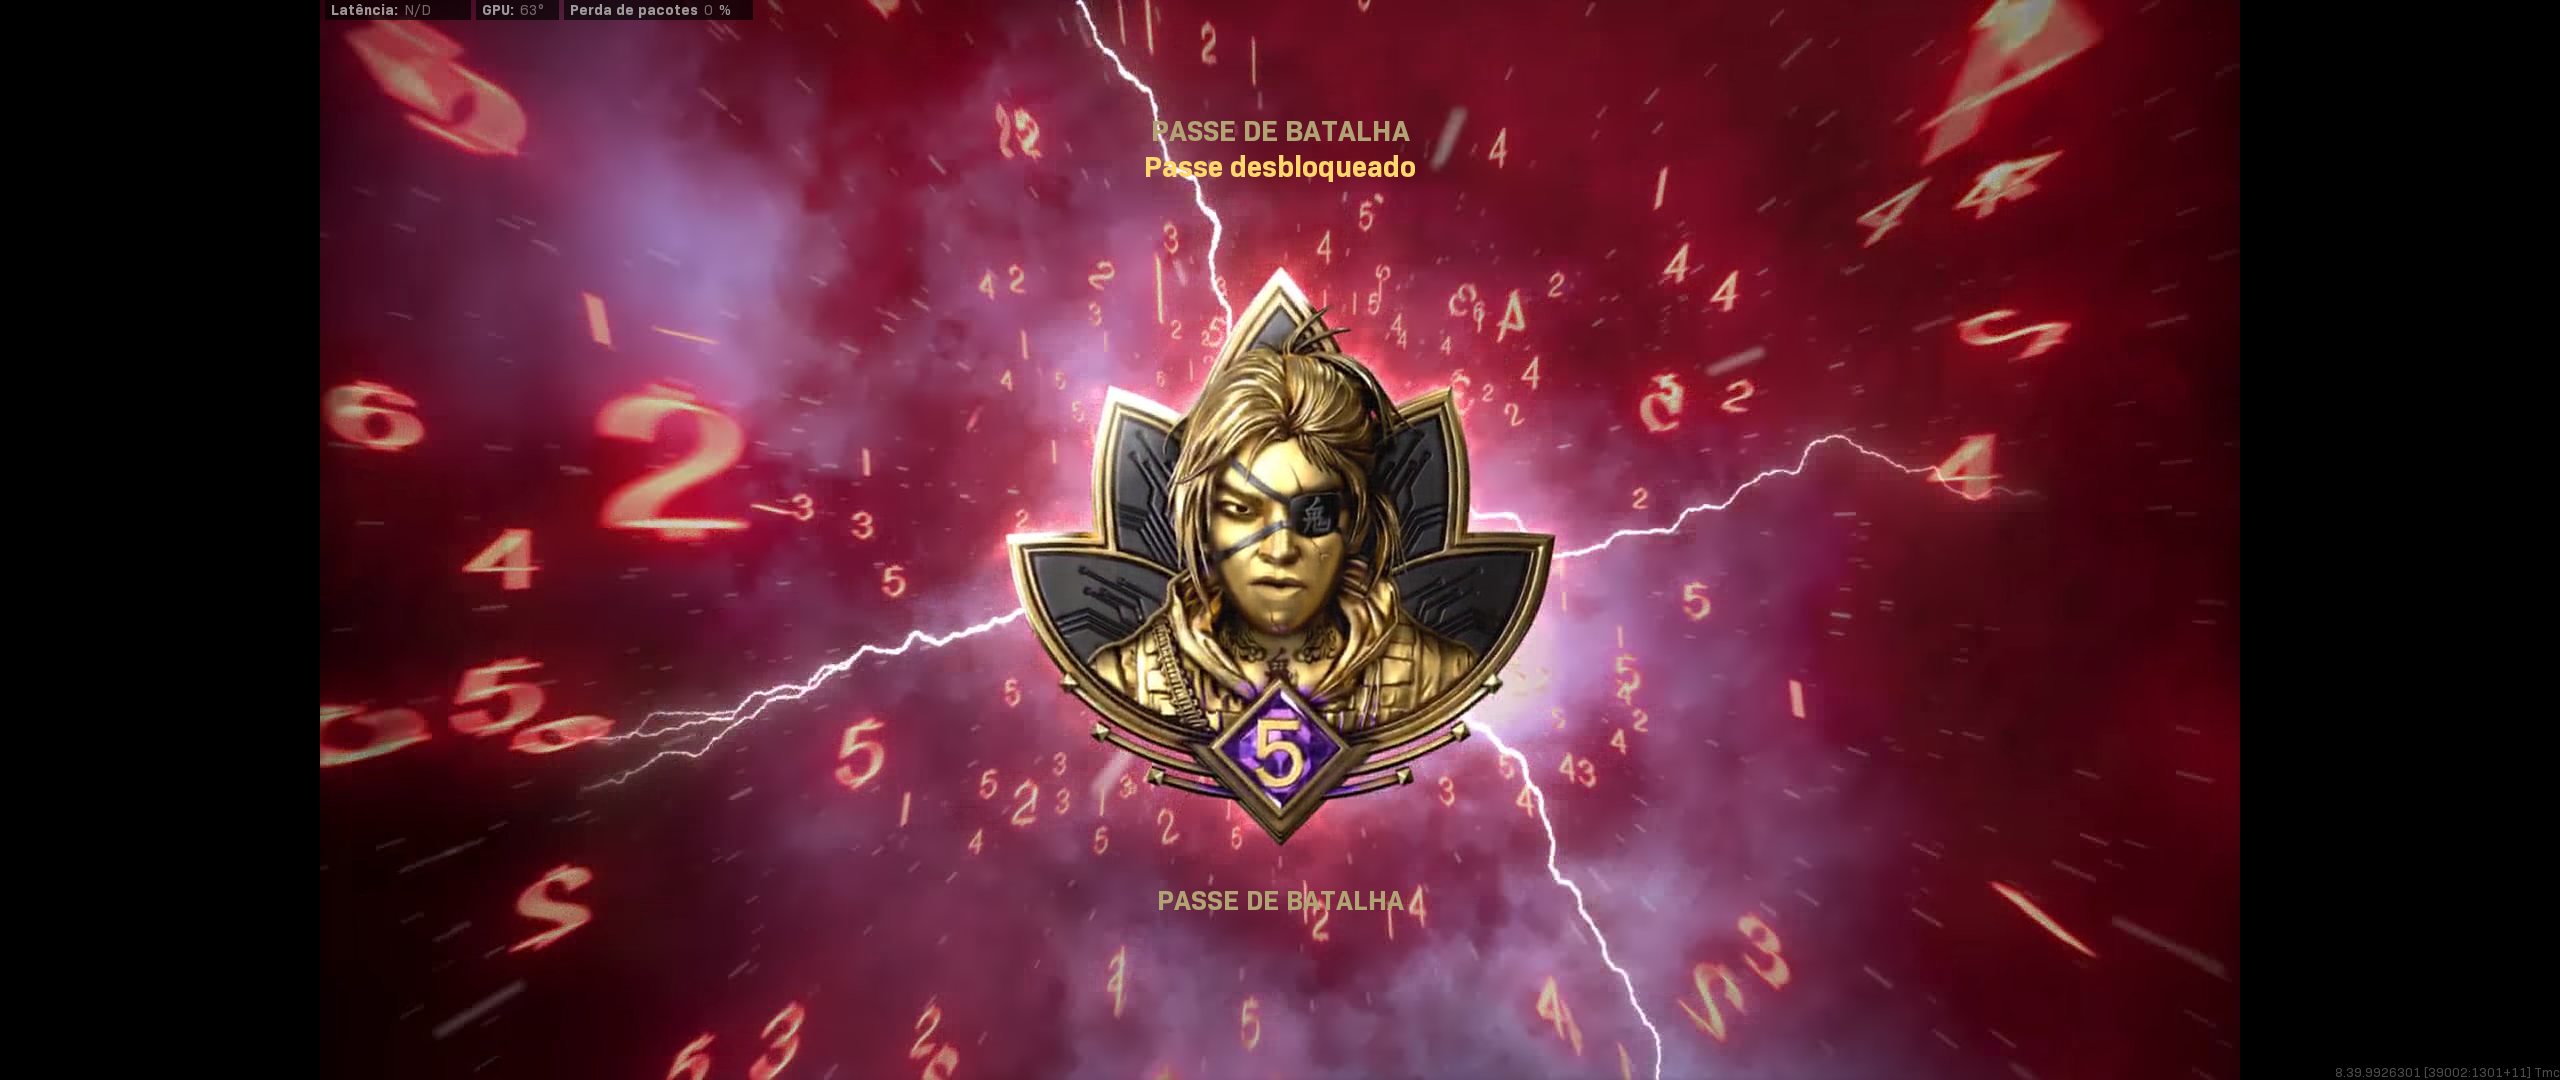 Latência: N/D GPU: 63° Perda de pacotes 0 %
PASSE DE BATALHA
Passe desbloqueado
5
PASSE DE BATALHA
8.39.9926301 [39002:1301+11] Tmc